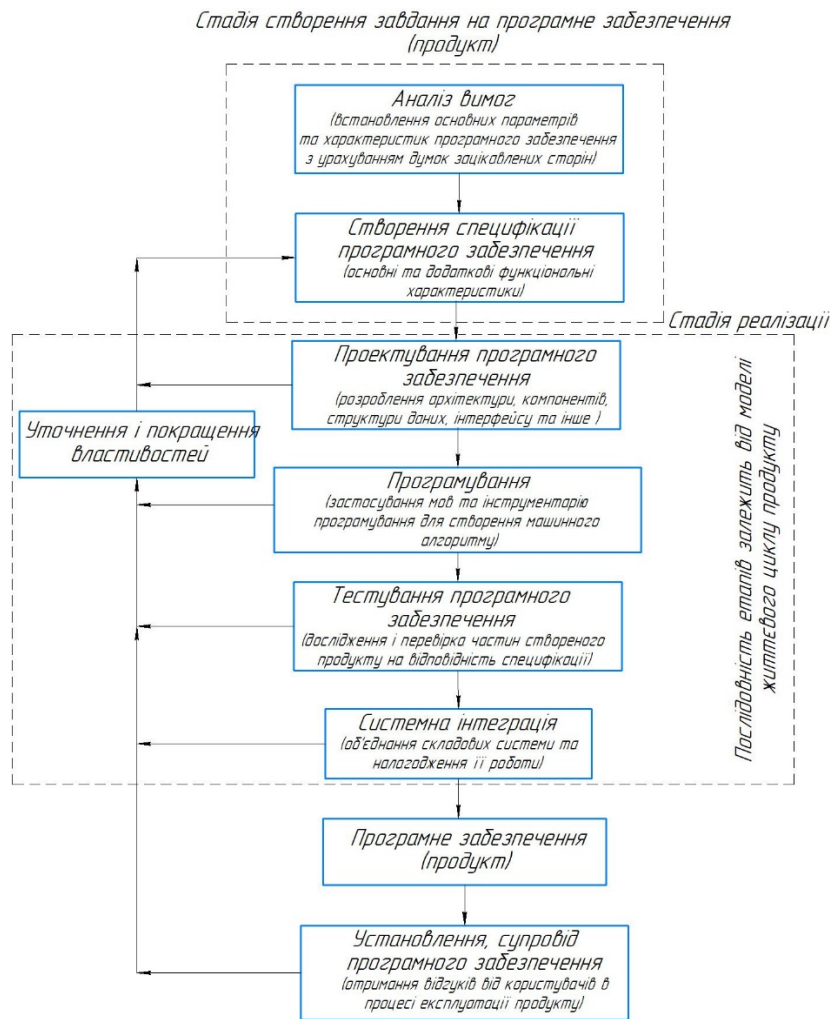 Стадія створення завдання на програмне забезпечення
(продукт)
Аналіз вимог
(встановлення основних параметрів
та характеристик програмного забезпечення
з урахуванням думок зацікавлених сторін)
Створення специфікації
програмного забезпечення
(основні та додаткові функціональні
характеристики)
Стадія реалізації
Проектування програмного
забезпечення
(розроблення архітектури, компонентів,
структури даних, інтерфейсу та інше )
Уточнення і покращення
властивостей
Програмування
(застосування мов та інструментарію
програмування для створення машинного
алгоритму)
Тестування програмного
забезпечення
(дослідження і перевірка частин створеного
продукту на відповідність специфікації)
Системна інтеграція
(об'єднання складових системи та
налогодження її роботи)
Послідовність етапів залежить від моделі
життєвого циклу продукту
Програмне забезпечення
(продукт)
Установлення, супровід
програмного забезпечення
(отримання відгуків від користувачів в
процесі експлуатації продукту)